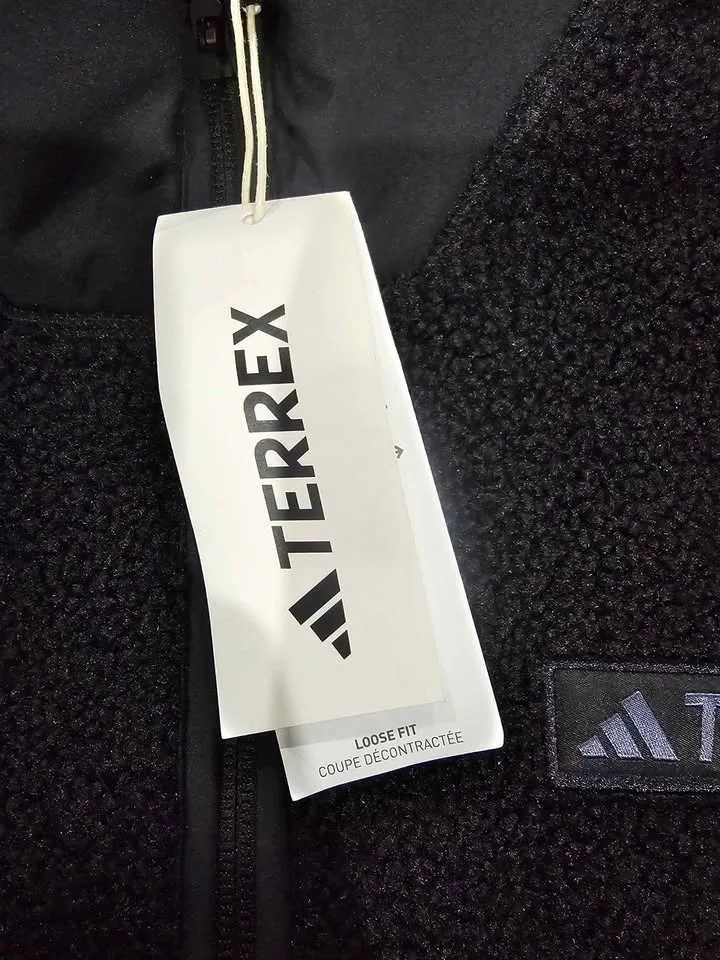 TERREX
LOOSE FIT
COUPE DÉCONTRACTÉE
T